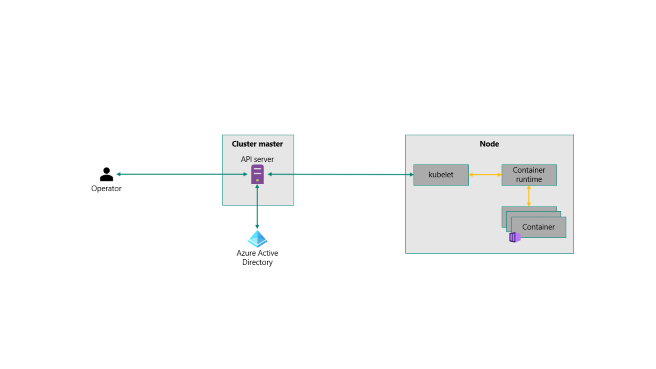 Cluster master
API server
Operator
Azure Active
Directory
Node
kubelet
Container
runtime
Container